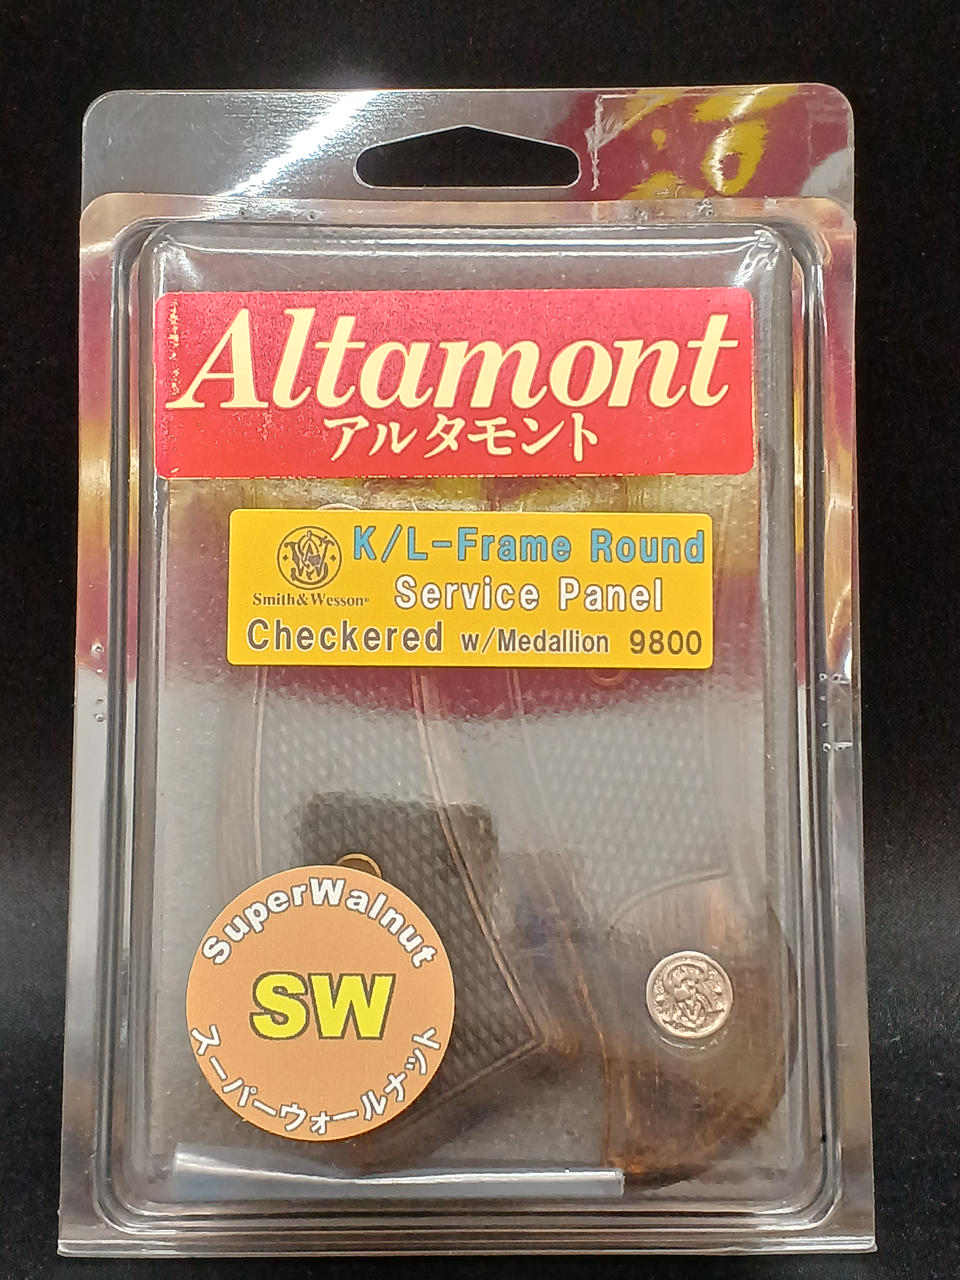 Altamont
アルタモント
K/L-Frame Round
Smith&Wesson®
Service Panel
Checkered w/Medallion 9800
SuperWalnut
SW
スーパーウォールナット